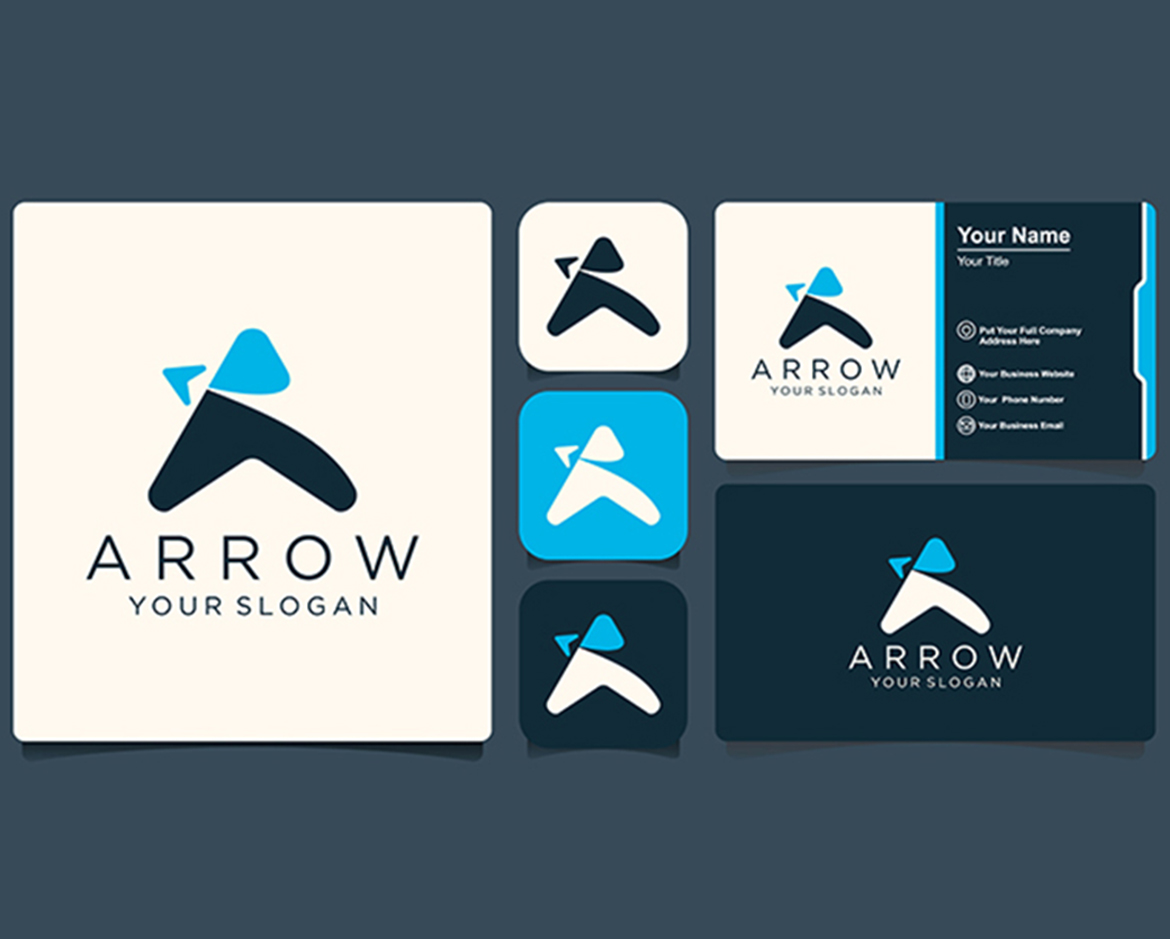 ARROW
YOUR SLOGAN
ARROW
YOUR SLOGAN
Your Name
Your Title
Put Your Full Company
Address Here
Your Business Website
Your Phone Number
Your Business Email
ARROW
YOUR SLOGAN